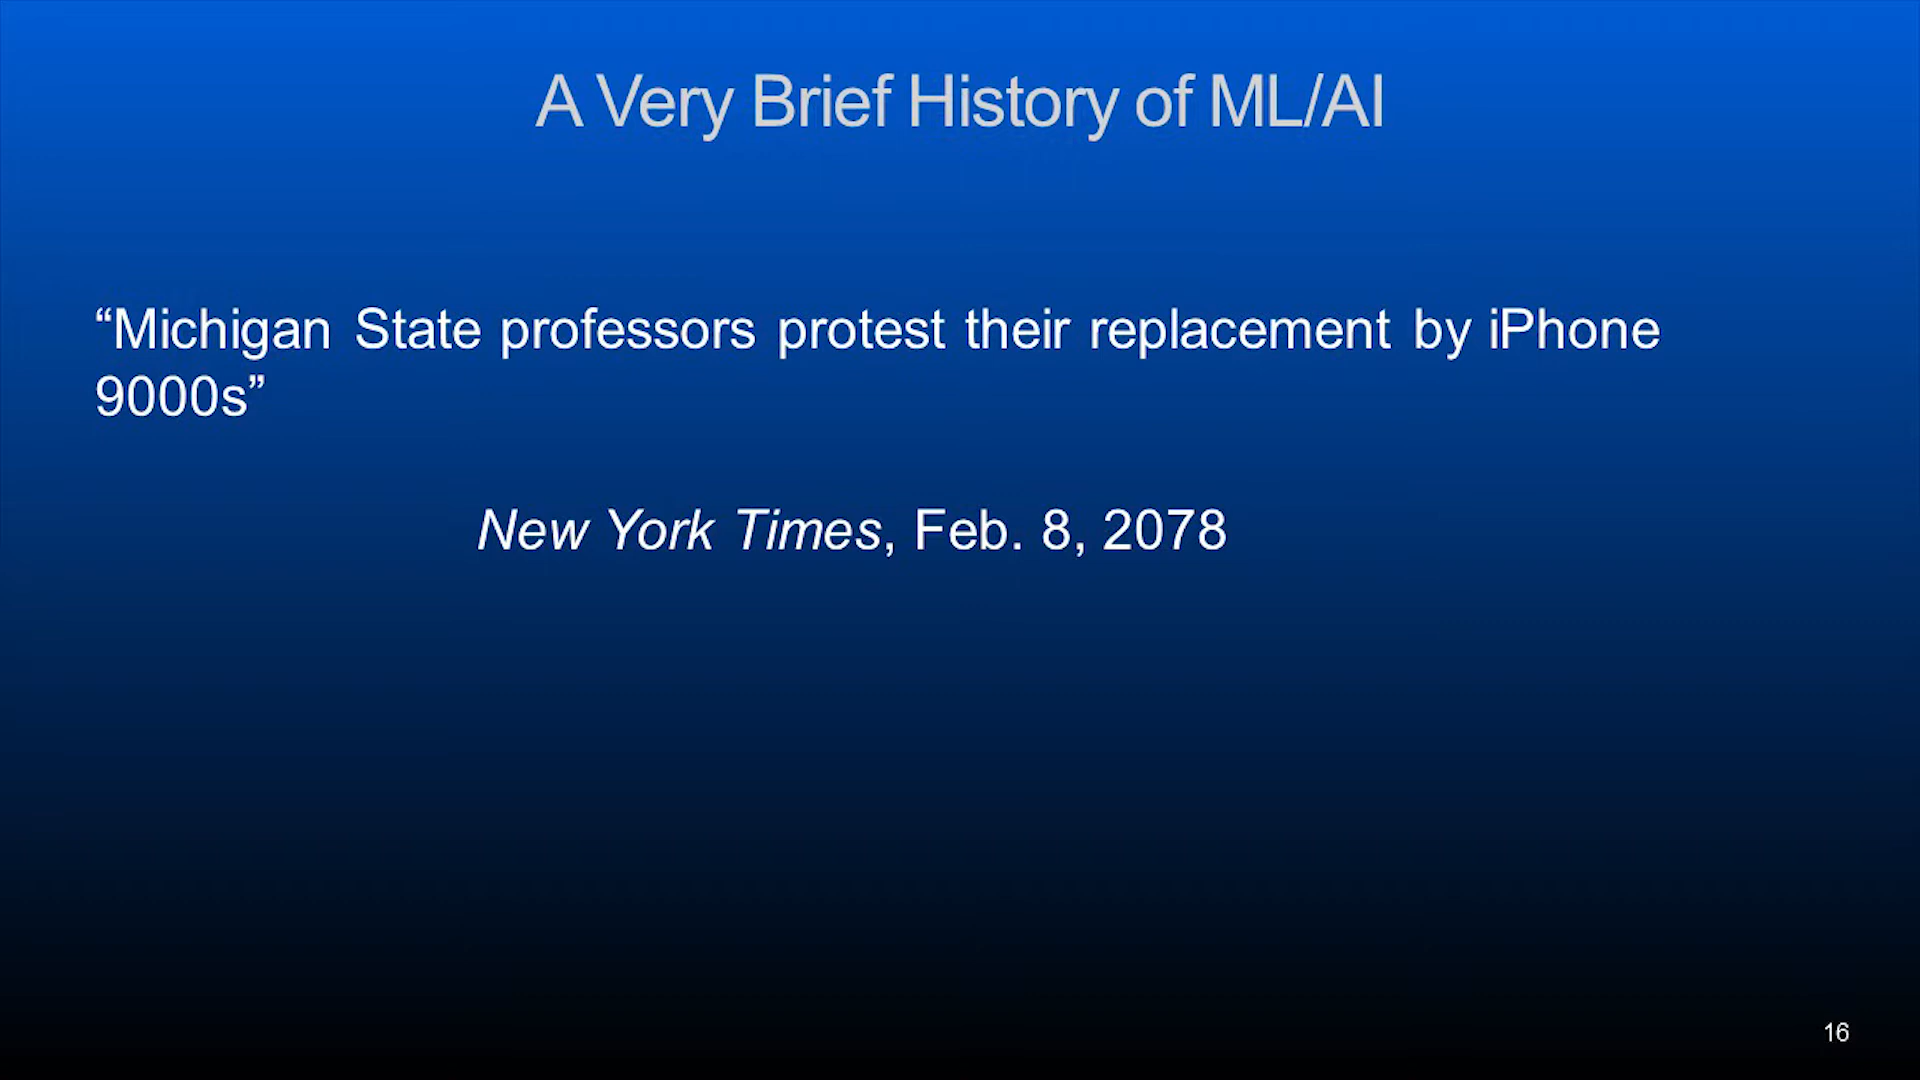 A Very Brief History of ML/AI
“Michigan State professors protest their replacement by iPhone
9000s”
New York Times, Feb. 8, 2078
16